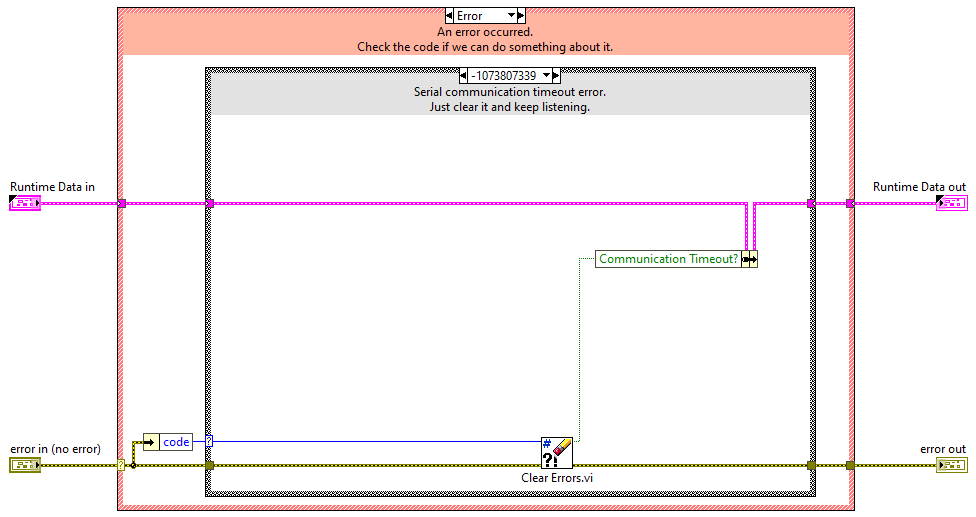 Error
An error occurred.
Check the code if we can do something about it.
-1073807339
Serial communication timeout error.
Just clear it and keep listening.
Runtime Data in
Runtime Data out
Communication Timeout?
error in (no error)
?
code
?
#
?!
Clear Errors.vi
error out